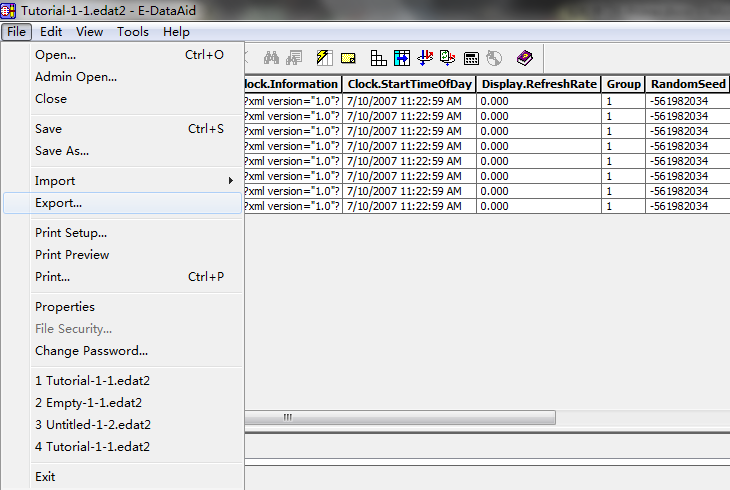 Tutorial-1-1.edat2 - E-DataAid
File Edit View Tools Help
Open... Ctrl+O
Admin Open...
Close
Save Ctrl+S
Save As...
Import
Export...
Print Setup...
Print Preview
Print... Ctrl+P
Properties
File Security...
Change Password...
1 Tutorial-1-1.edat2
2 Empty-1-1.edat2
3 Untitled-1-2.edat2
4 Tutorial-1-1.edat2
Exit
lock.Information Clock.StartTimeOfDay Display.RefreshRate Group RandomSeed
?xml version="1.0"? 7/10/2007 11:22:59 AM 0.000 1 -561982034
?xml version="1.0"? 7/10/2007 11:22:59 AM 0.000 1 -561982034
?xml version="1.0"? 7/10/2007 11:22:59 AM 0.000 1 -561982034
?xml version="1.0"? 7/10/2007 11:22:59 AM 0.000 1 -561982034
?xml version="1.0"? 7/10/2007 11:22:59 AM 0.000 1 -561982034
?xml version="1.0"? 7/10/2007 11:22:59 AM 0.000 1 -561982034
?xml version="1.0"? 7/10/2007 11:22:59 AM 0.000 1 -561982034
?xml version="1.0"? 7/10/2007 11:22:59 AM 0.000 1 -561982034